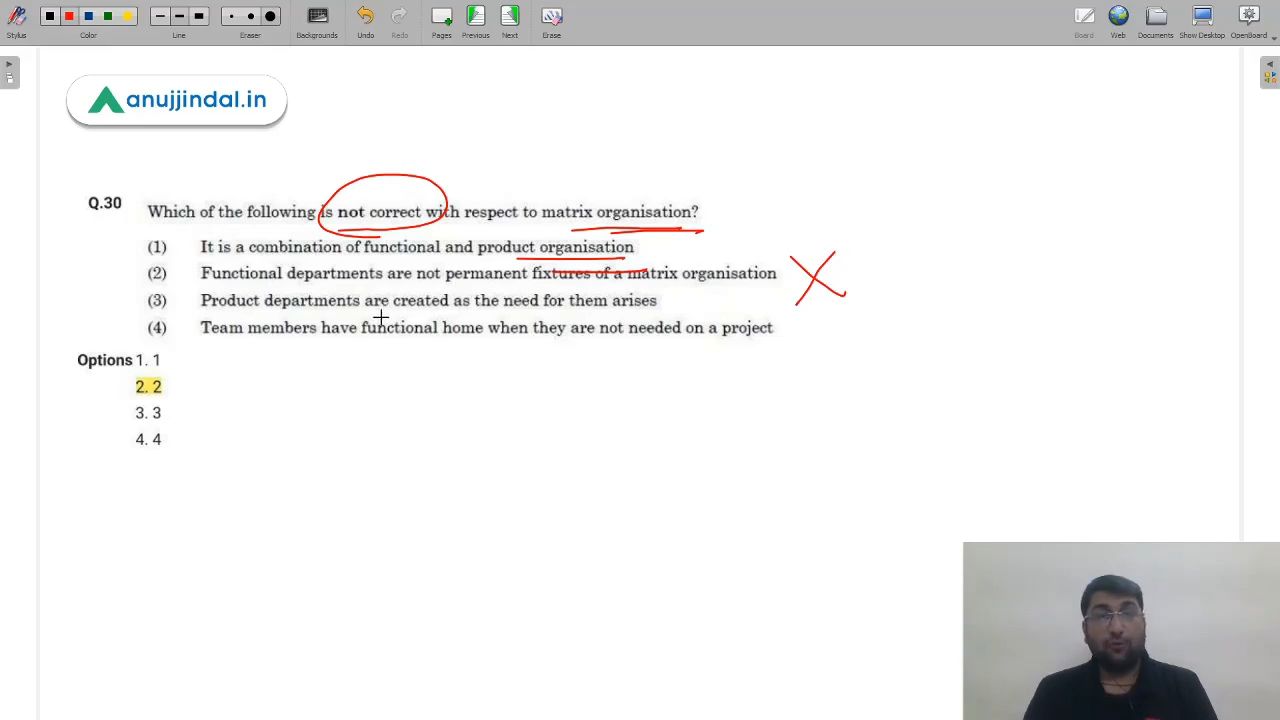 Stylus Color Line Eraser Backgrounds Undo Redo Pages Previous Next Erase Board Web Documents Show Desktop OpenBoard
anujjindal.in
Q.30 Which of the following is not correct with respect to matrix organisation?
(1) It is a combination of functional and product organisation
(2) Functional departments are not permanent fixtures of a matrix organisation
(3) Product departments are created as the need for them arises
(4) Team members have functional home when they are not needed on a project
Options 1. 1
2. 2
3. 3
4. 4